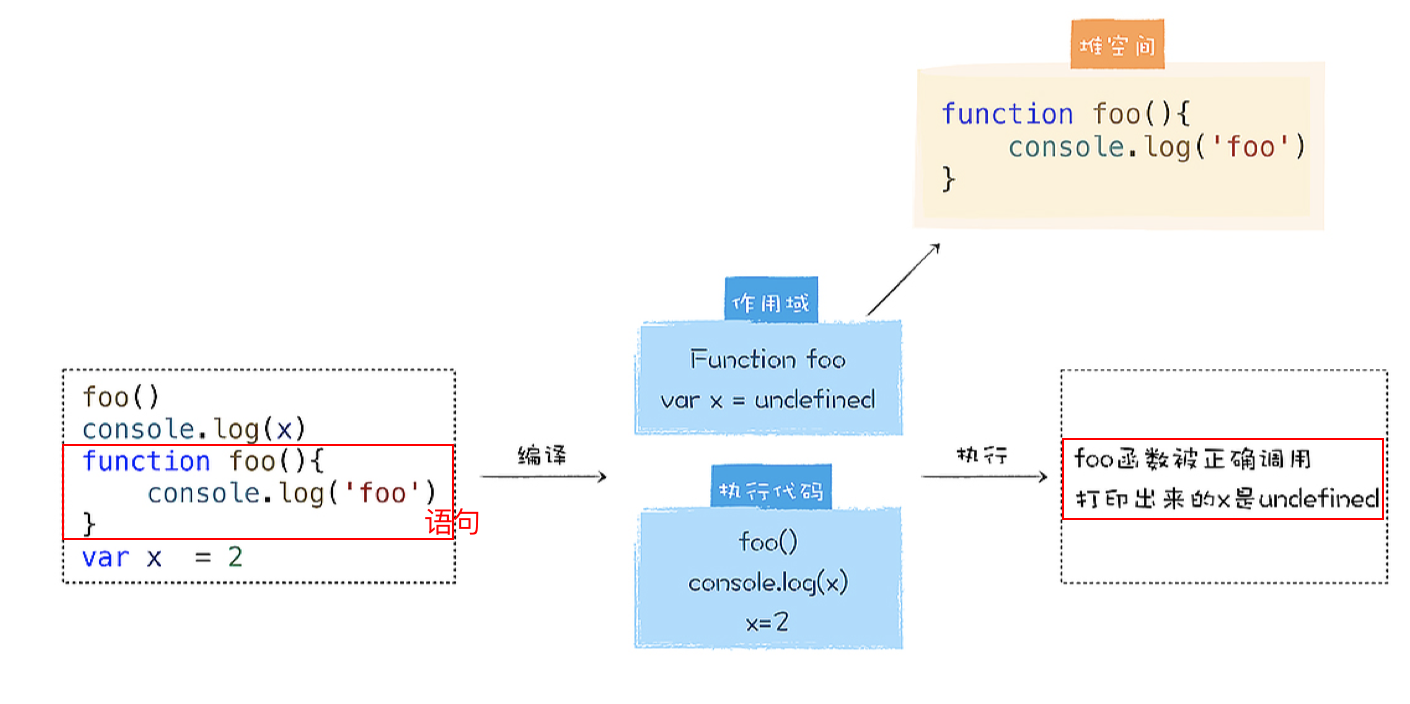 堆空间
function foo(){
    console.log('foo')
}
作用域
Function foo
var x = undefined
foo()
console.log(x)
function foo(){
    console.log('foo')
}
语句
var x  = 2
编译
执行代码
foo()
console.log(x)
x=2
执行
foo函数被正确调用
打印出来的x是undefined